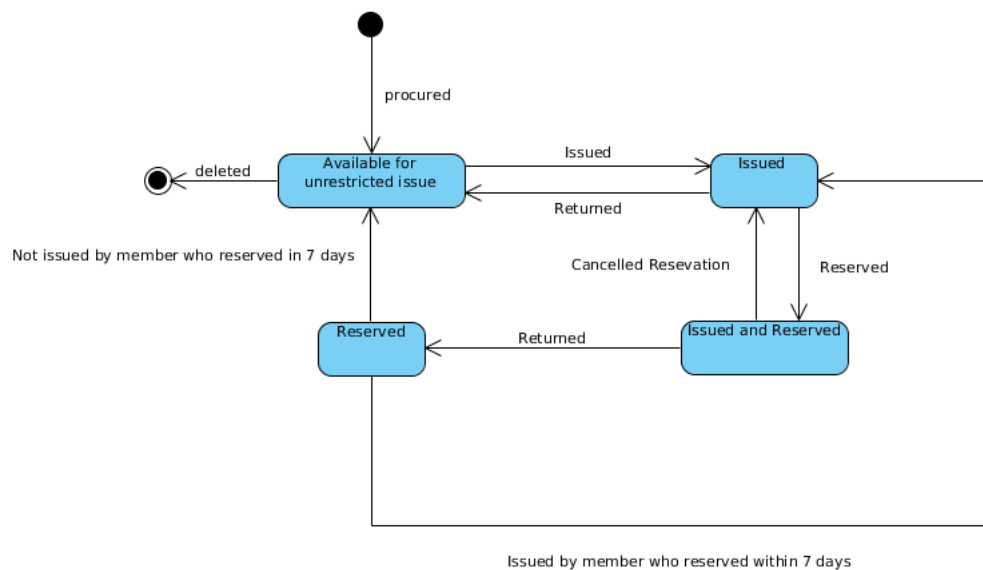 procured
Available for
unrestricted issue
Issued
Issued
deleted
Returned
Not issued by member who reserved in 7 days
Cancelled Resevation
Reserved
Reserved
Returned
Issued and Reserved
Issued by member who reserved within 7 days